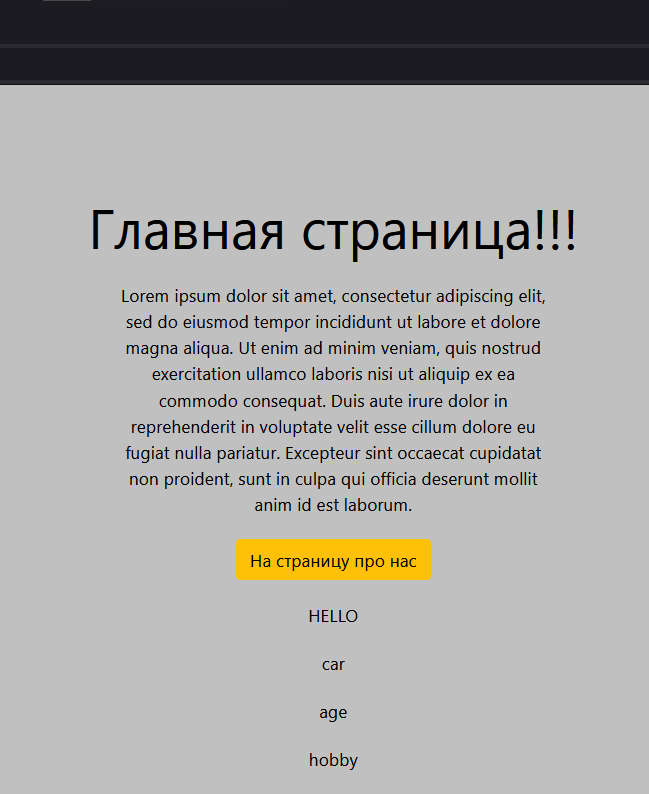 Главная страница!!!
Lorem ipsum dolor sit amet, consectetur adipiscing elit,
sed do eiusmod tempor incididunt ut labore et dolore
magna aliqua. Ut enim ad minim veniam, quis nostrud
exercitation ullamco laboris nisi ut aliquip ex ea
commodo consequat. Duis aute irure dolor in
reprehenderit in voluptate velit esse cillum dolore eu
fugiat nulla pariatur. Excepteur sint occaecat cupidatat
non proident, sunt in culpa qui officia deserunt mollit
anim id est laborum.
На страницу про нас
HELLO
car
age
hobby